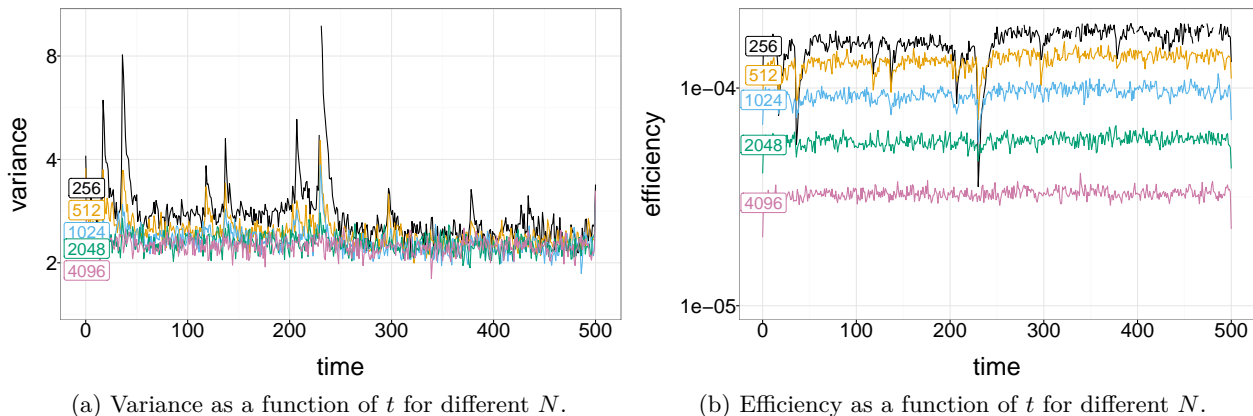 variance
8
4
2
256
512
1024
2048
4096
0 100 200 300 400 500
time
(a) Variance as a function of t for different N.
efficiency
1e−04
1e−05
256
512
1024
2048
4096
0 100 200 300 400 500
time
(b) Efficiency as a function of t for different N.